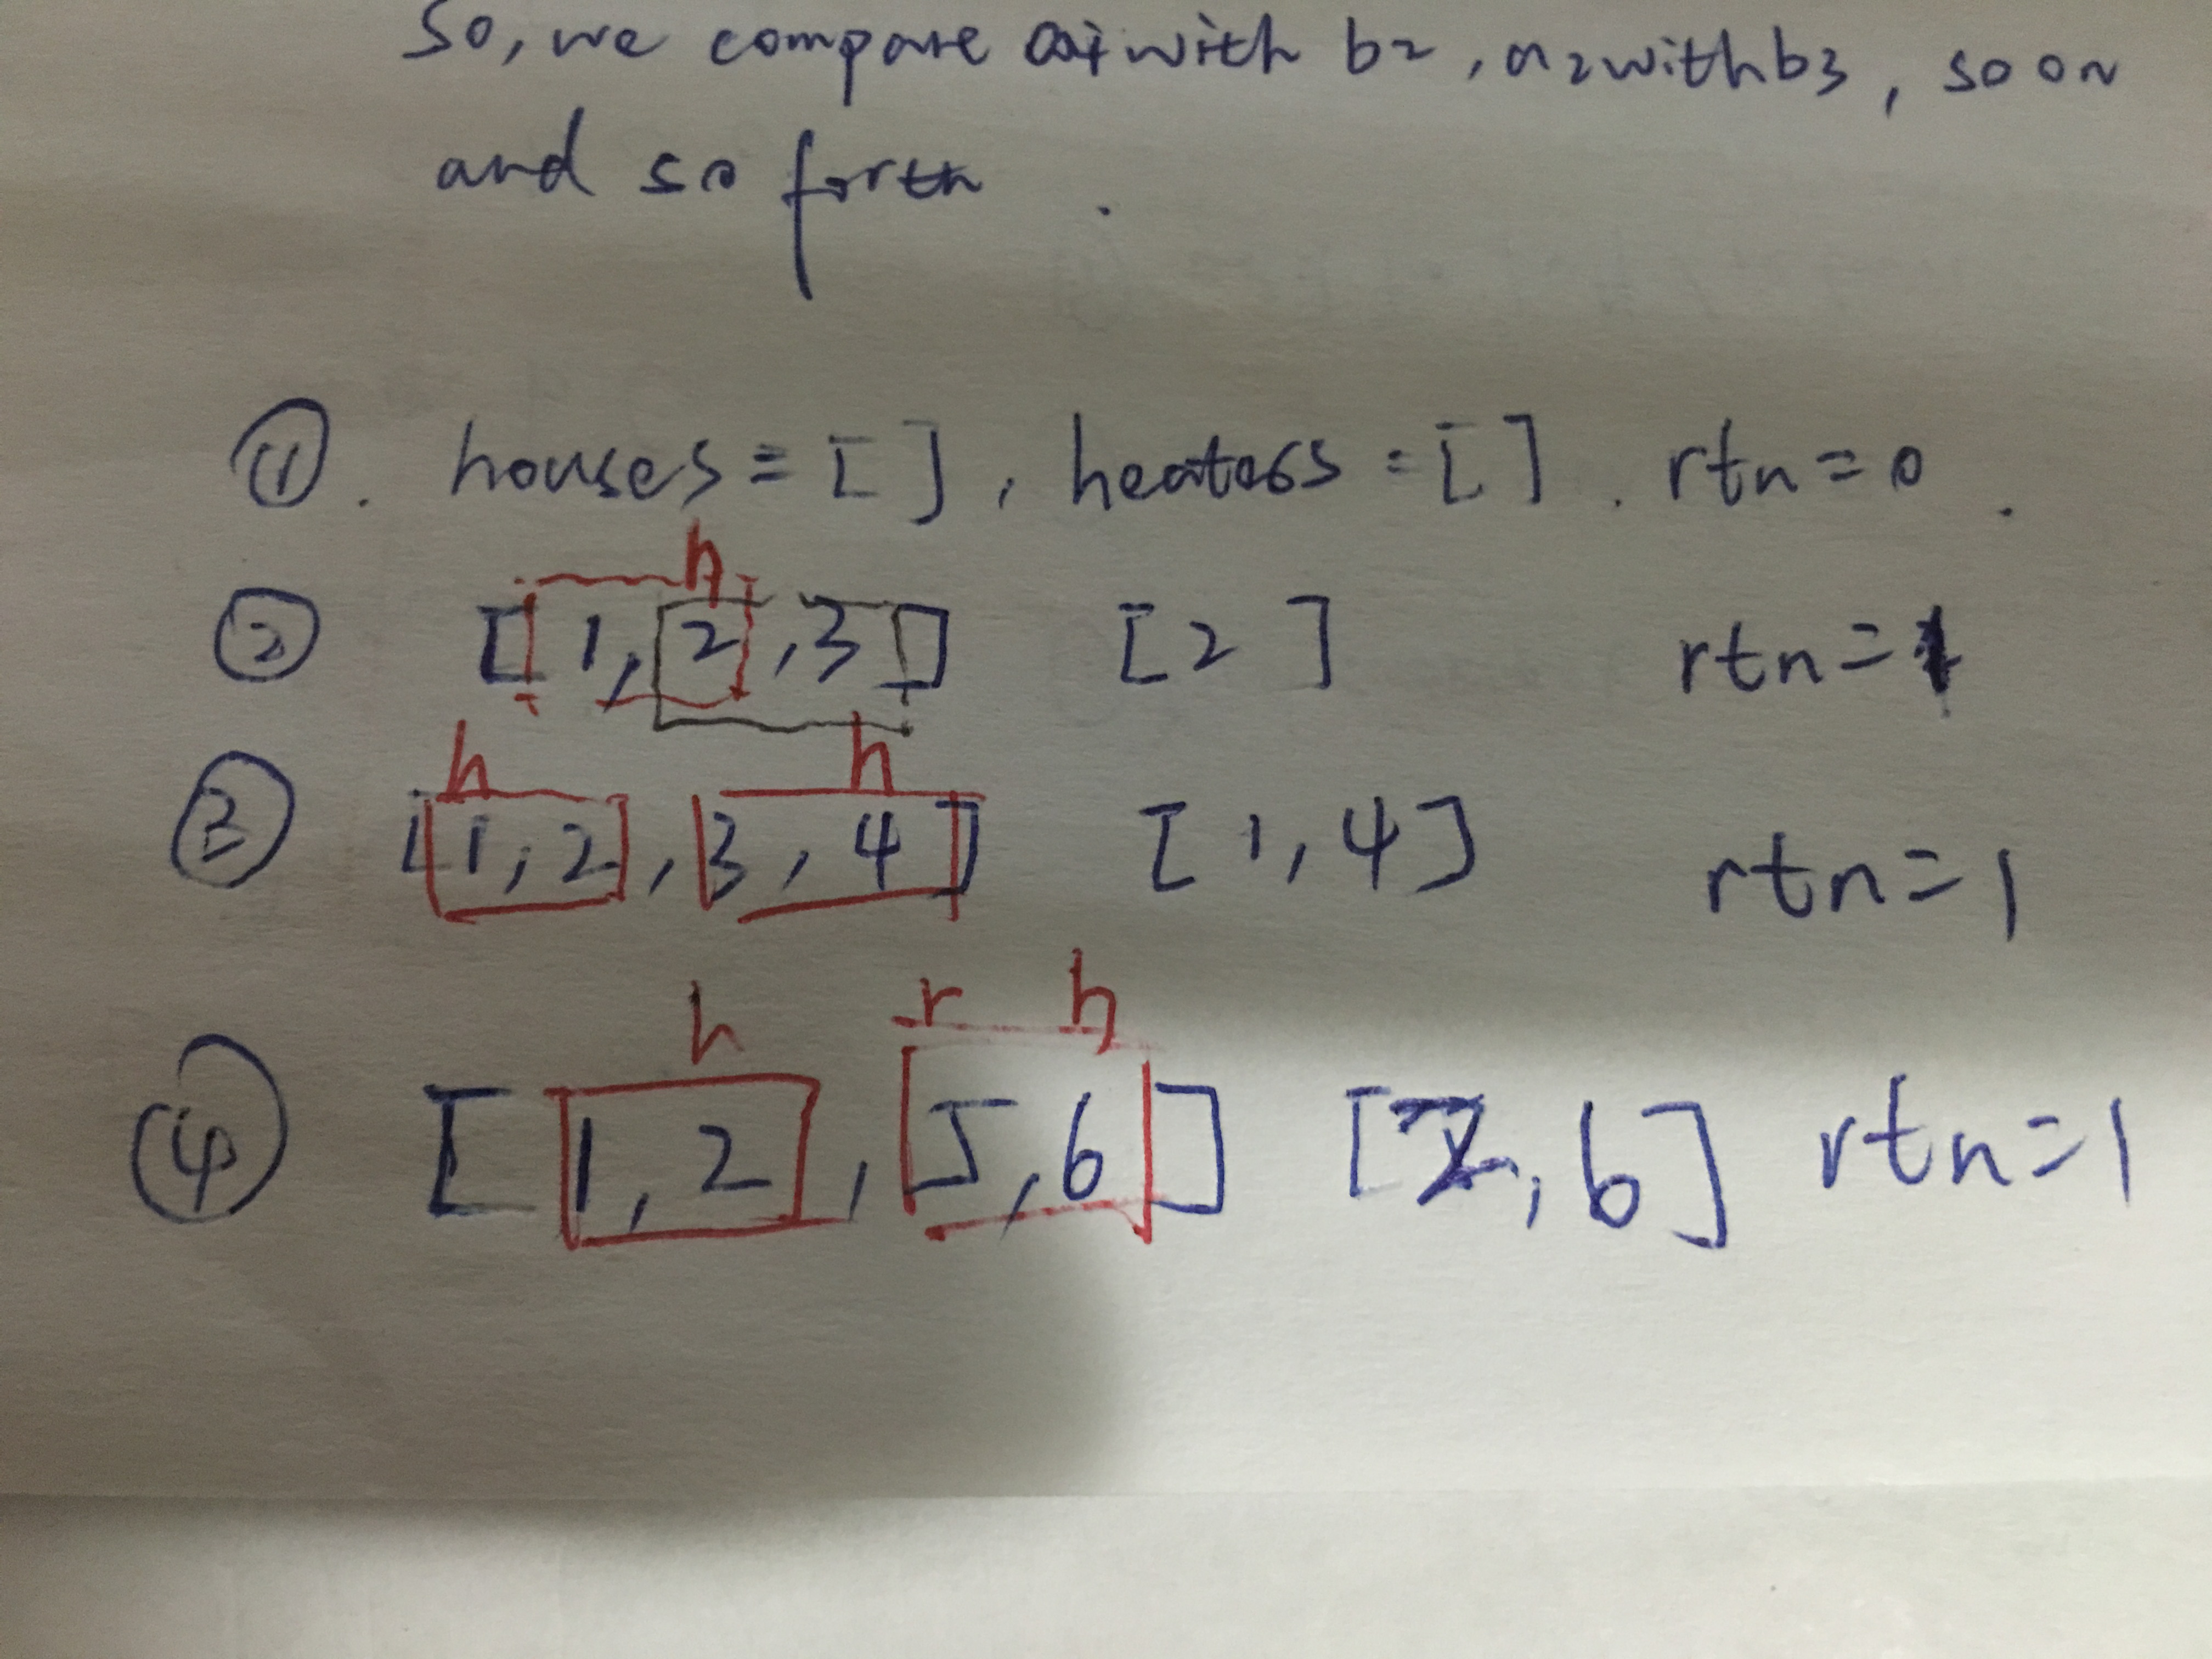 So, we compare a1 with b2, a2 with b3, so on
and so forth.
① . houses = [ ] , heaters = [ ] . rtn = 0 .
② [ 1, 2, 3 ] [ 2 ] rtn = 1
h
③ [ 1, 2, 3, 4 ] [ 1, 4 ] rtn = 1
h h
④ [ 1, 2, 5, 6 ] [ 2, 6 ] rtn = 1
h r h